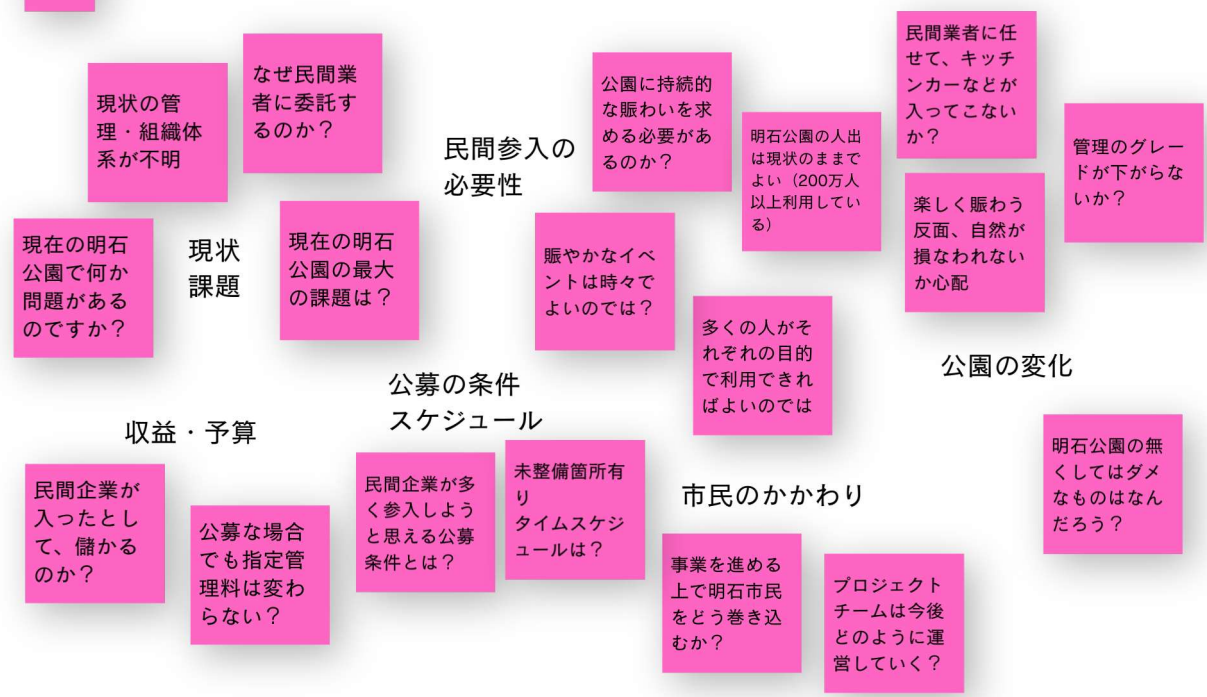 現状の管
理・組織体
系が不明
なぜ民間業
者に委託す
るのか？
現在の明石
公園で何か
問題がある
のですか？
現状
課題
現在の明石
公園の最大
の課題は？
民間参入の
必要性
公園に持続的
な賑わいを求
める必要があ
るのか？
明石公園の人出
は現状のままで
よい（200万人
以上利用してい
る）
賑やかなイベ
ントは時々で
よいのでは？
多くの人がそ
れぞれの目的
で利用できれ
ばよいのでは
民間業者に任
せて、キッチ
ンカーなどが
入ってこない
か？
管理のグレー
ドが下がらな
いか？
楽しく賑わう
反面、自然が
損なわれない
か心配
公園の変化
明石公園の無
くしてはダメ
なものはなん
だろう？
収益・予算
民間企業が
入ったとし
て、儲かる
のか？
公募な場合
でも指定管
理料は変わ
らない？
公募の条件
スケジュール
民間企業が多
く参入しよう
と思える公募
条件とは？
未整備箇所有
り
タイムスケジ
ュールは？
市民のかかわり
事業を進める
上で明石市民
をどう巻き込
むか？
プロジェクト
チームは今後
どのように運
営していく？